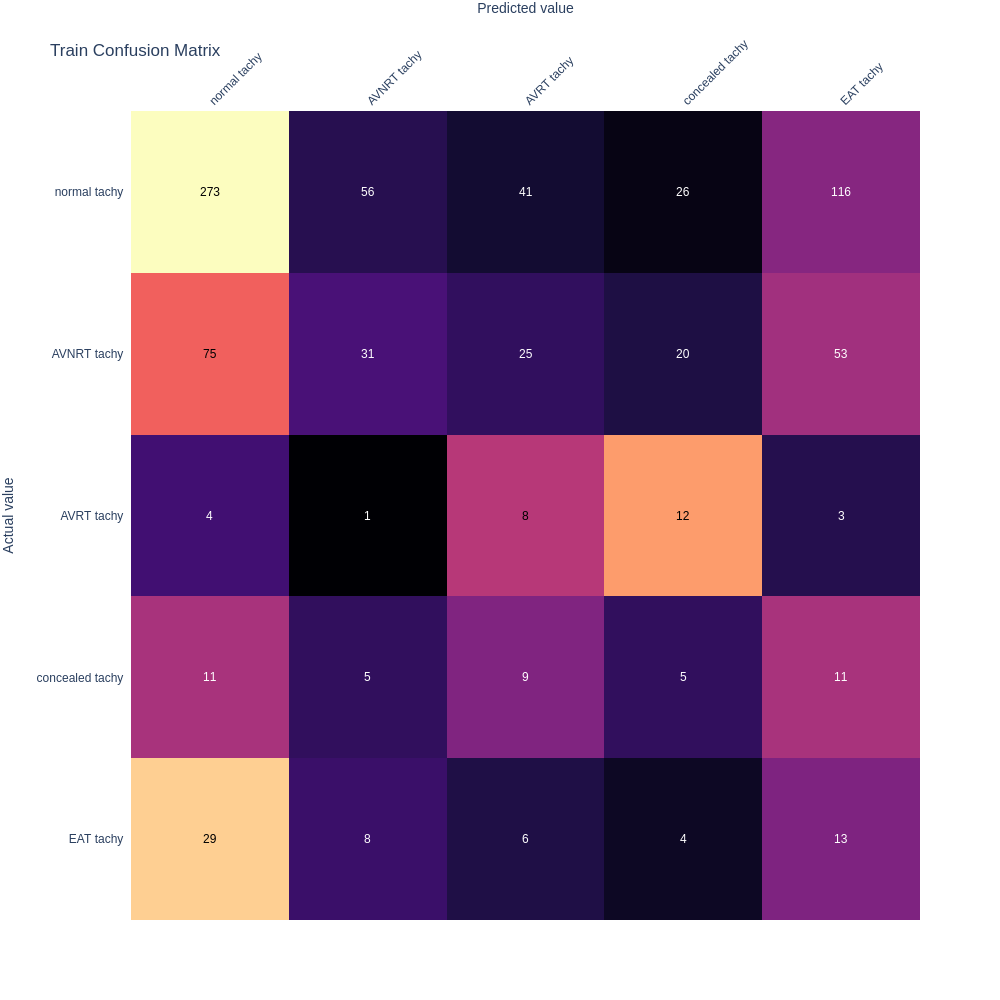 Predicted value
Train Confusion Matrix
normal tachy
AVNRT tachy
AVRT tachy
concealed tachy
EAT tachy
Actual value
normal tachy 273 56 41 26 116
AVNRT tachy 75 31 25 20 53
AVRT tachy 4 1 8 12 3
concealed tachy 11 5 9 5 11
EAT tachy 29 8 6 4 13